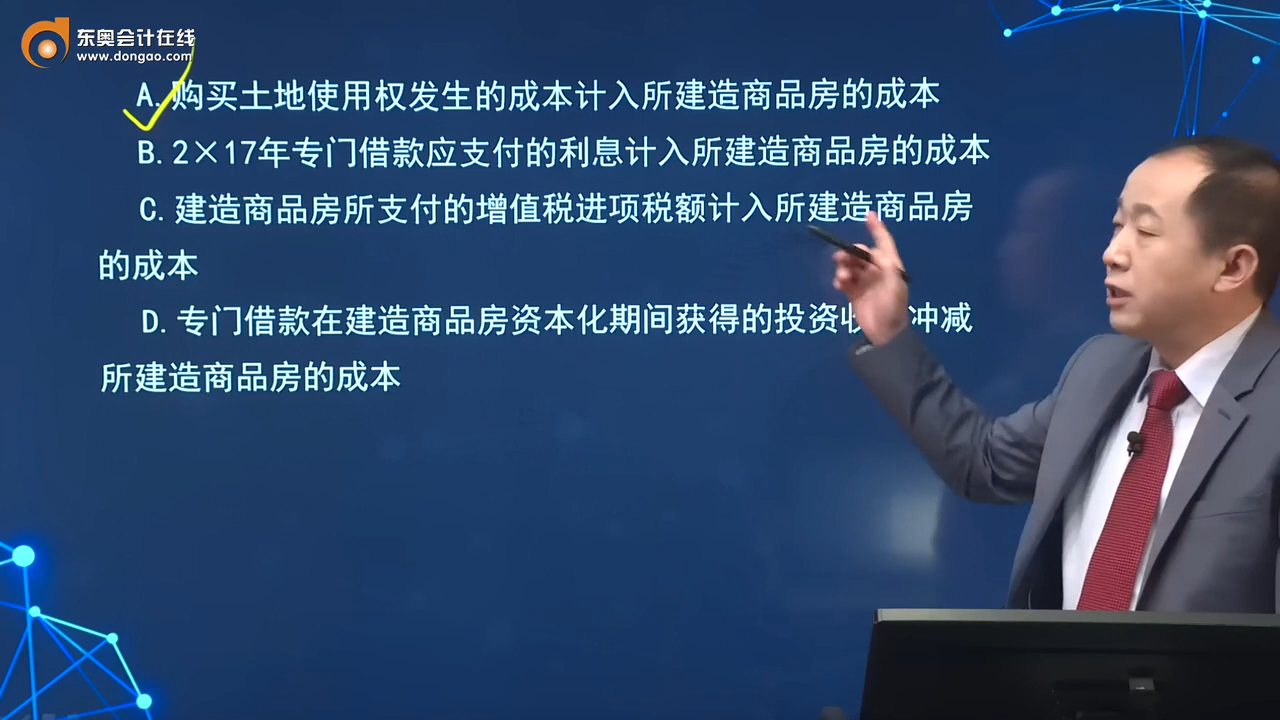 东奥会计在线
www.dongao.com
A.购买土地使用权发生的成本计入所建造商品房的成本
B.2×17年专门借款应支付的利息计入所建造商品房的成本
C.建造商品房所支付的增值税进项税额计入所建造商品房
的成本
D.专门借款在建造商品房资本化期间获得的投资收 冲减
所建造商品房的成本